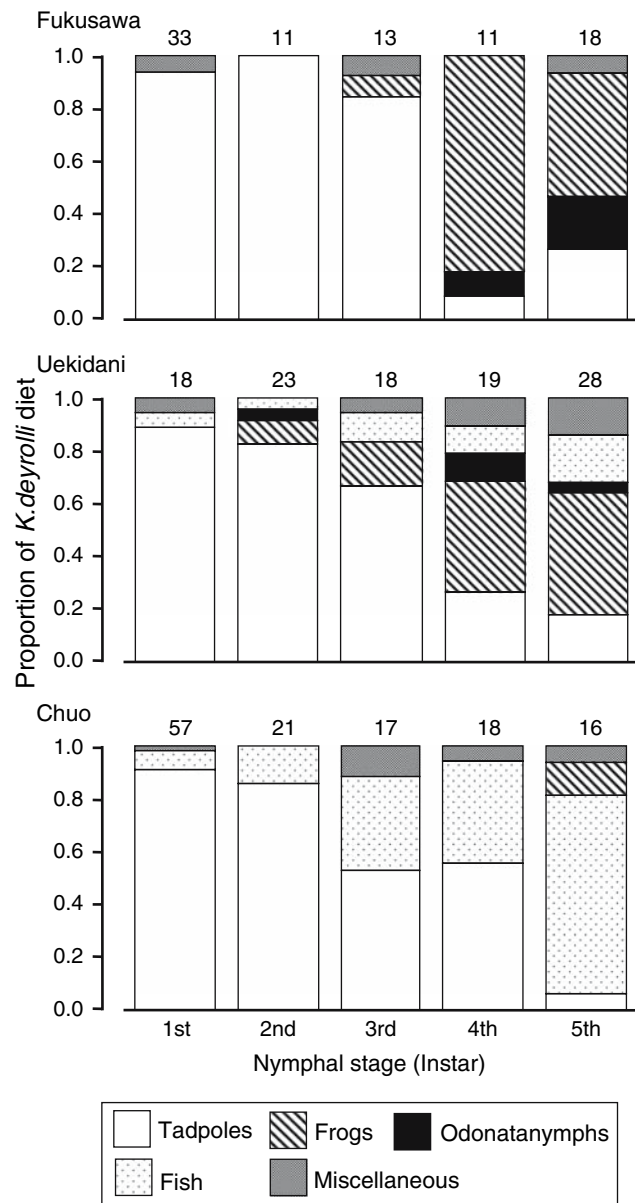 Fukusawa
33 11 13 11 18
1.0
0.8
0.6
0.4
0.2
0.0
Uekidani
18 23 18 19 28
1.0
0.8
0.6
0.4
0.2
0.0
Proportion of K.deyrolli diet
Chuo
57 21 17 18 16
1.0
0.8
0.6
0.4
0.2
0.0
1st 2nd 3rd 4th 5th
Nymphal stage (Instar)
Tadpoles Frogs Odonatanymphs
Fish Miscellaneous